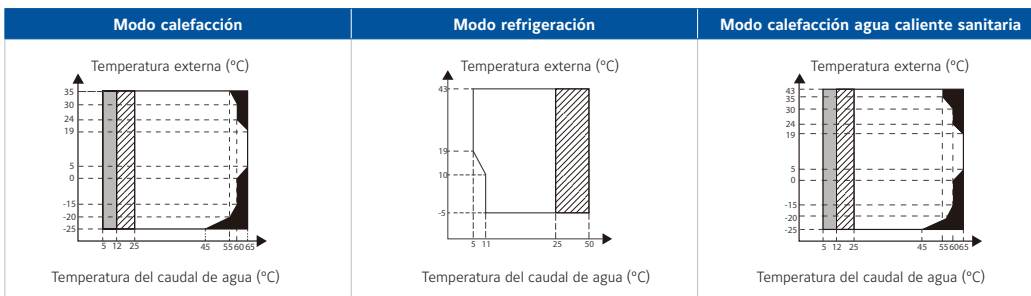 Modo calefacción
Modo refrigeración
Modo calefacción agua caliente sanitaria
Temperatura externa (°C)
35
30
24
19
5
0
-15
-20
-25
5 12 25 45 55 60 65
Temperatura del caudal de agua (°C)
Temperatura externa (°C)
43
19
10
-5
5 11 25 50
Temperatura del caudal de agua (°C)
Temperatura externa (°C)
43
35
30
24
19
5
0
-15
-20
-25
5 12 25 45 55 60 65
Temperatura del caudal de agua (°C)